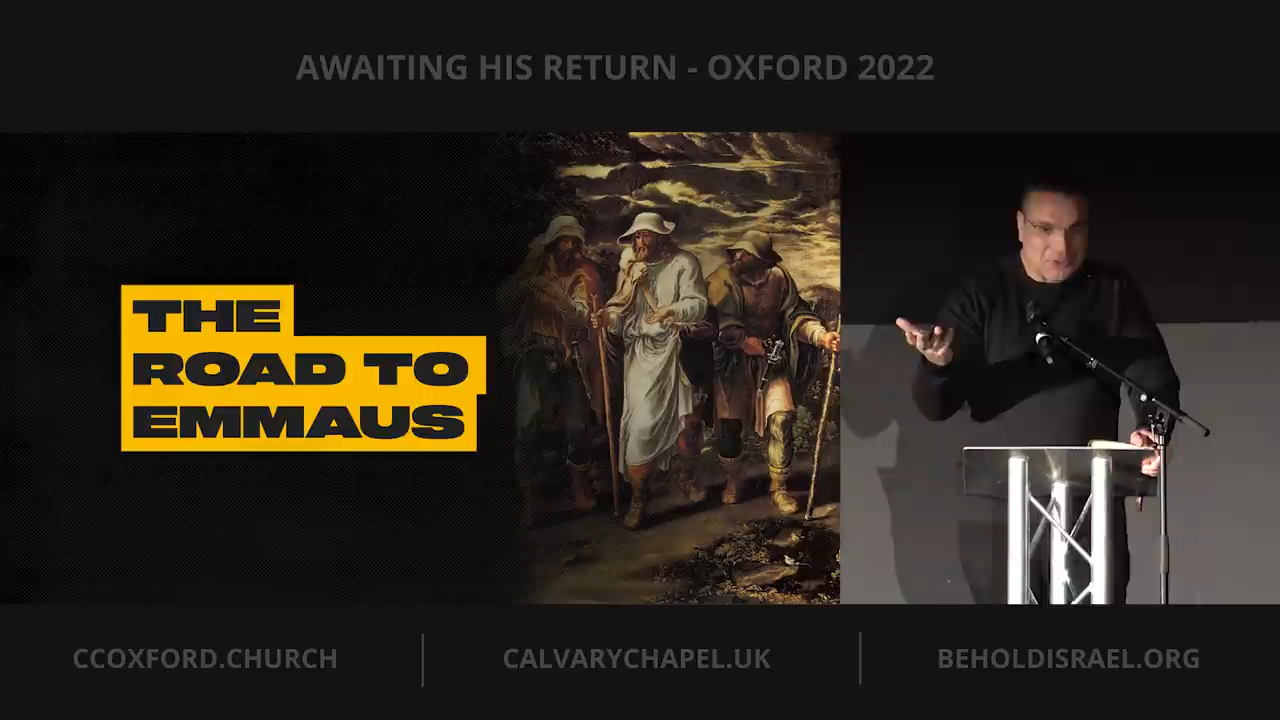 AWAITING HIS RETURN - OXFORD 2022
THE
ROAD TO
EMMAUS
CCOXFORD.CHURCH
CALVARYCHAPEL.UK
BEHOLDISRAEL.ORG